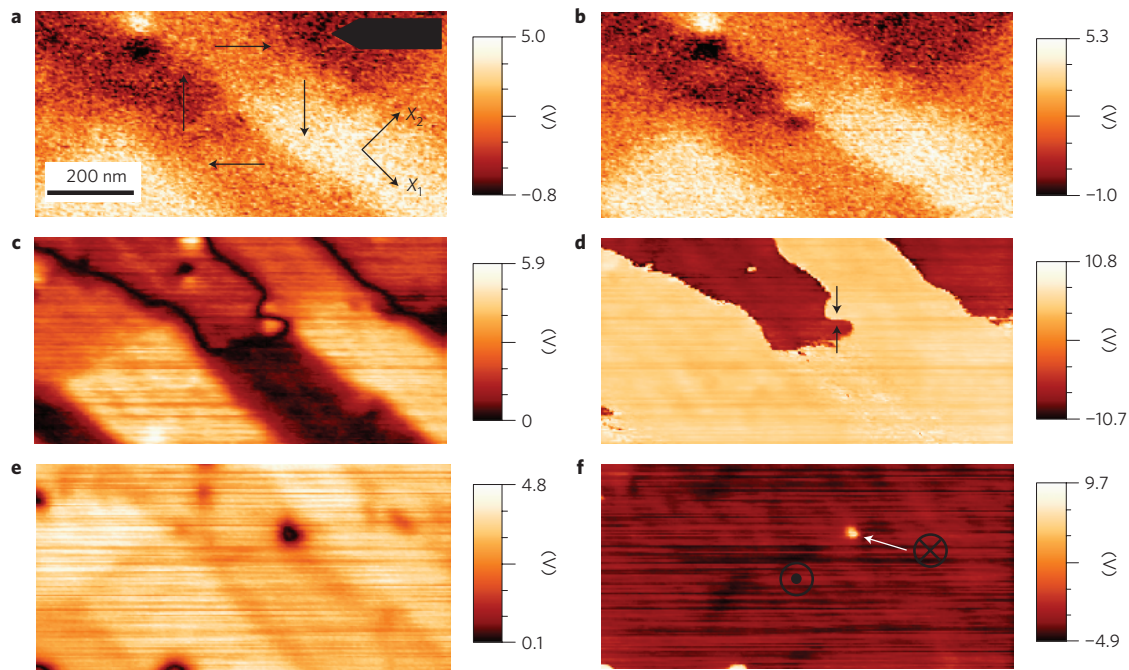 a
5.0
(V)
−0.8
X2
X1
200 nm
b
5.3
(V)
−1.0
c
5.9
(V)
0
d
10.8
(V)
−10.7
e
4.8
(V)
0.1
f
9.7
(V)
−4.9